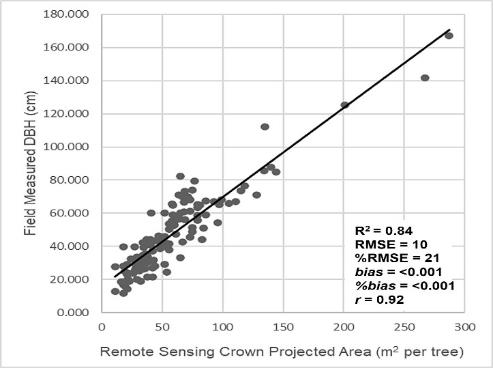 180.000
160.000
140.000
120.000
100.000
80.000
60.000
40.000
20.000
0.000
Field Measured DBH (cm)
R² = 0.84
RMSE = 10
%RMSE = 21
bias = <0.001
%bias = <0.001
r = 0.92
0 50 100 150 200 250 300
Remote Sensing Crown Projected Area (m² per tree)